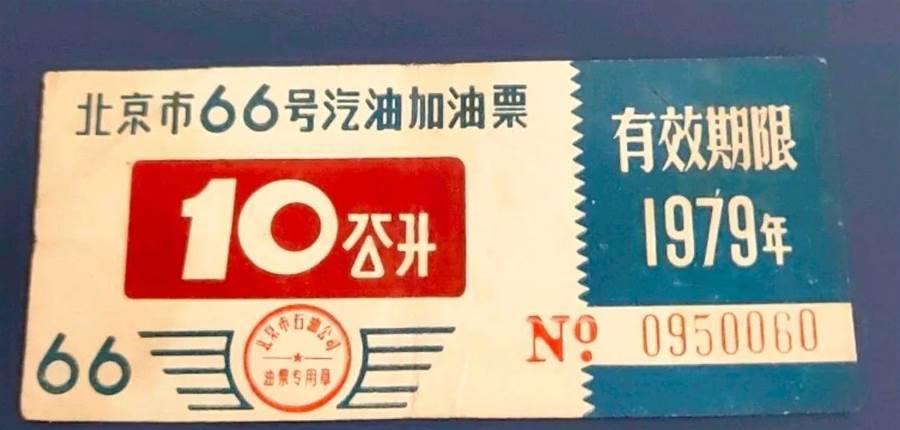 北京市66号汽油加油票
10公升
66
北京市石油公司
油票专用章
有效期限
1979年
No. 0950060